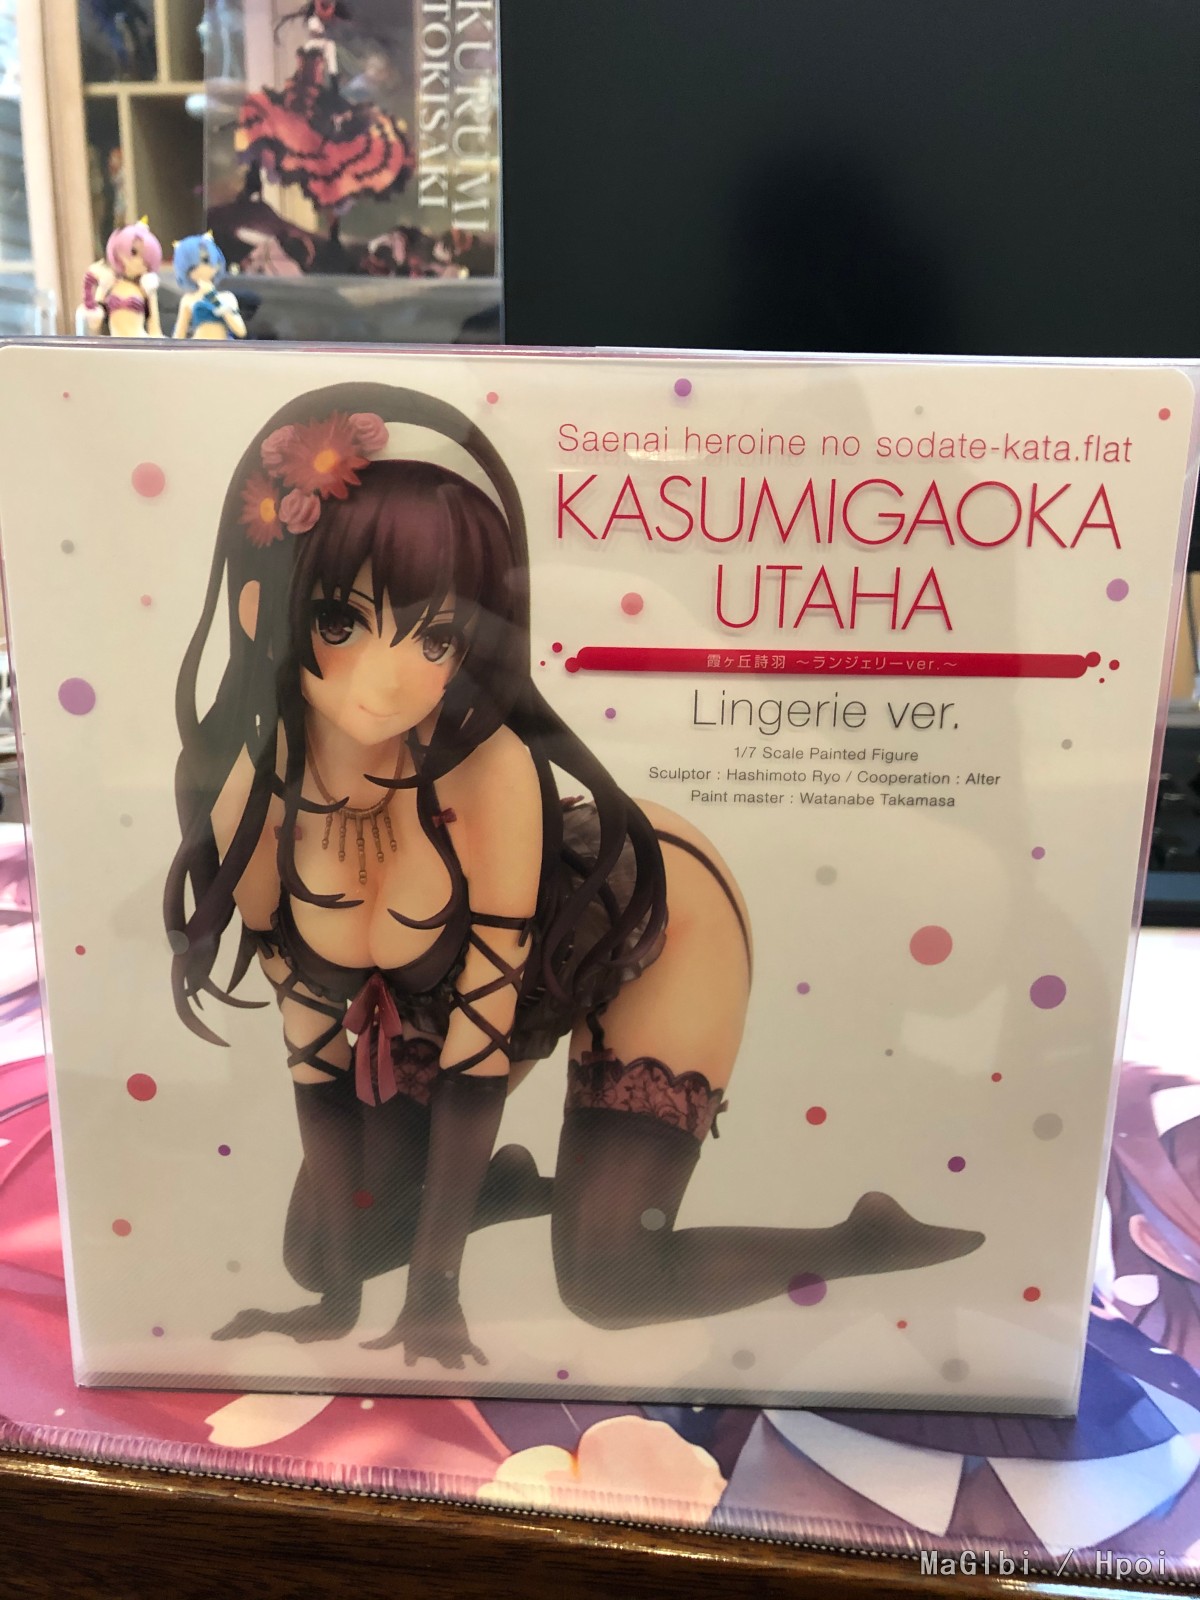 KURUMI
TOKISAKI
Saenai heroine no sodate-kata.flat
KASUMIGAOKA
UTAHA
霞ヶ丘詩羽 ～ランジェリーver.～
Lingerie ver.
1/7 Scale Painted Figure
Sculptor : Hashimoto Ryo / Cooperation : Alter
Paint master : Watanabe Takamasa
MaGIbi / Hpoi